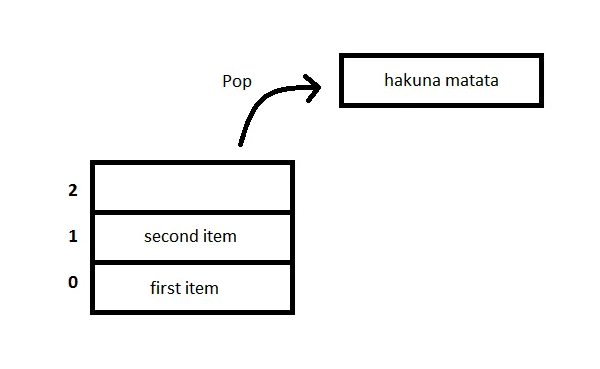 Pop
hakuna matata
2
1 second item
0 first item